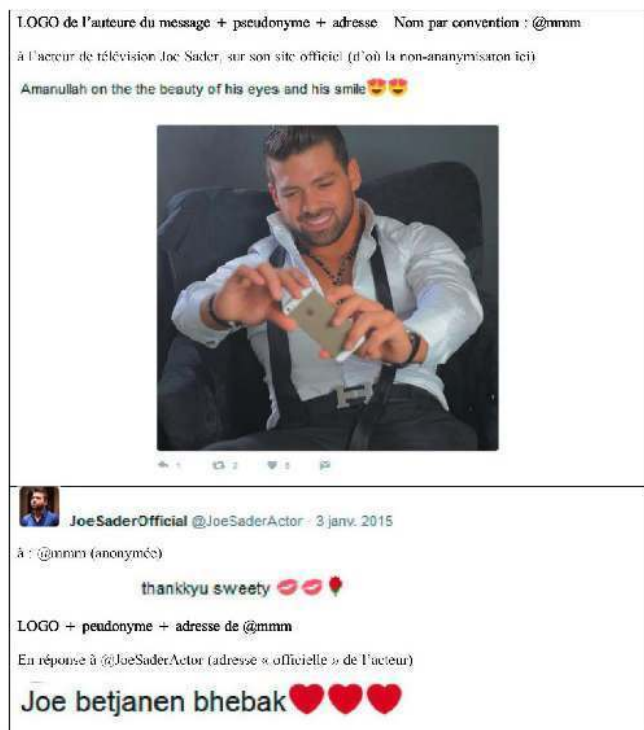 LOGO de l'auteure du message + pseudonyme + adresse Nom par convention : @mmm
à l'acteur de télévision Joe Sader, sur son site officiel (d'où la non-ananymisaton ici)
Amanullah on the the beauty of his eyes and his smile😍😍
1 2 8
JoeSaderOfficial @JoeSaderActor · 3 janv. 2015
à : @mmm (anonymée)
thankkyu sweety 💋💋🌹
LOGO + peudonyme + adresse de @mmm
En réponse à @JoeSaderActor (adresse « officielle » de l'acteur)
Joe betjanen bhebak❤❤❤